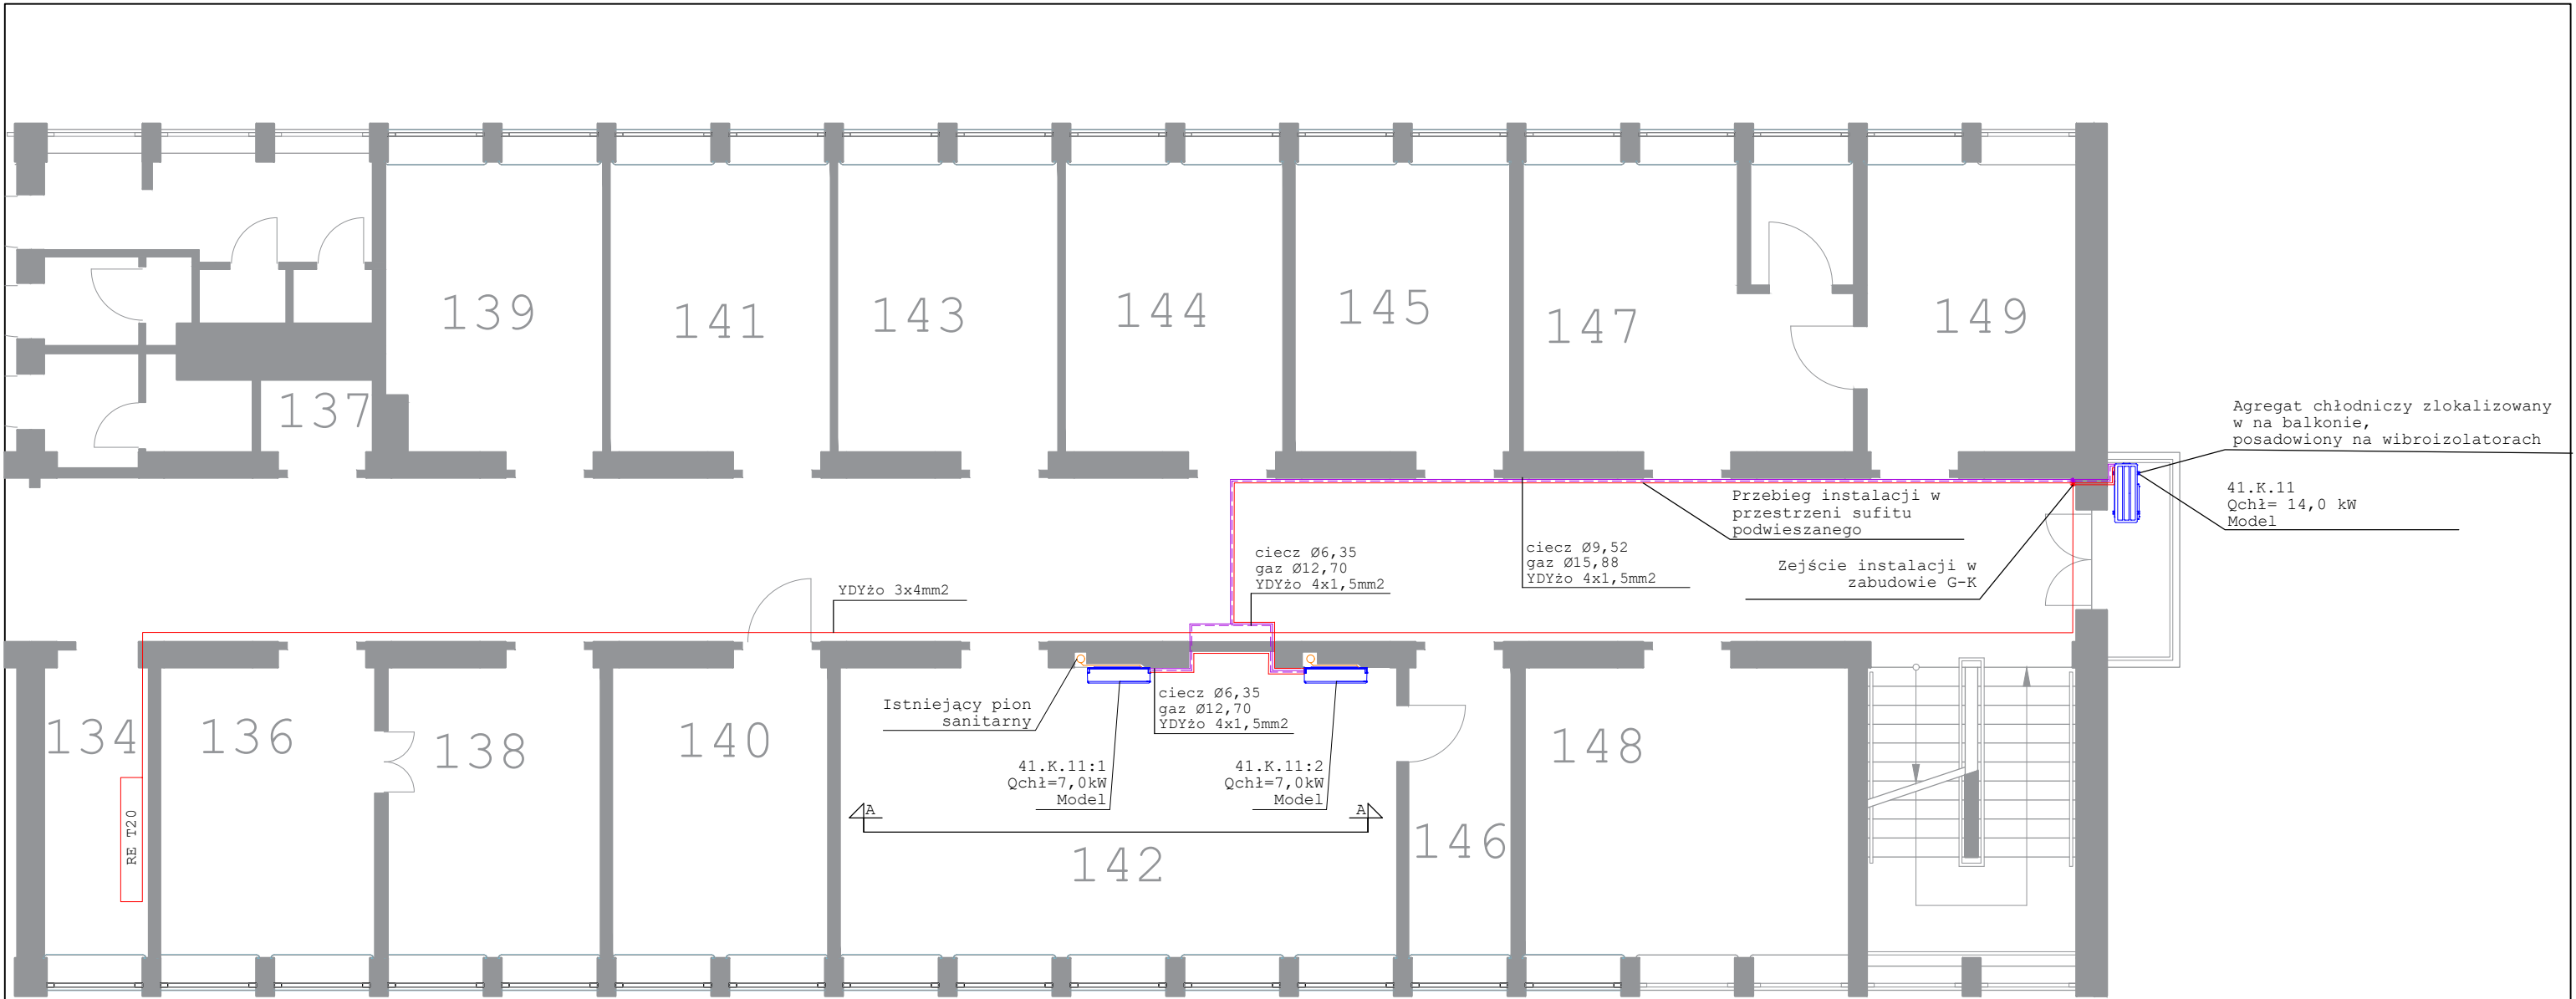 139
141
143
144
145
147
149
137
Agregat chłodniczy zlokalizowany
w na balkonie,
posadowiony na wibroizolatorach
41.K.11
Qchł= 14,0 kW
Model
Przebieg instalacji w
przestrzeni sufitu
podwieszanego
ciecz Ø9,52
gaz Ø15,88
YDYżo 4x1,5mm2
ciecz Ø6,35
gaz Ø12,70
YDYżo 4x1,5mm2
Zejście instalacji w
zabudowie G-K
YDYżo 3x4mm2
Q
Q
Istniejący pion
sanitarny
ciecz Ø6,35
gaz Ø12,70
YDYżo 4x1,5mm2
134
136
138
140
148
41.K.11:1
Qchł=7,0kW
Model
41.K.11:2
Qchł=7,0kW
Model
A
A
RE T20
142
146